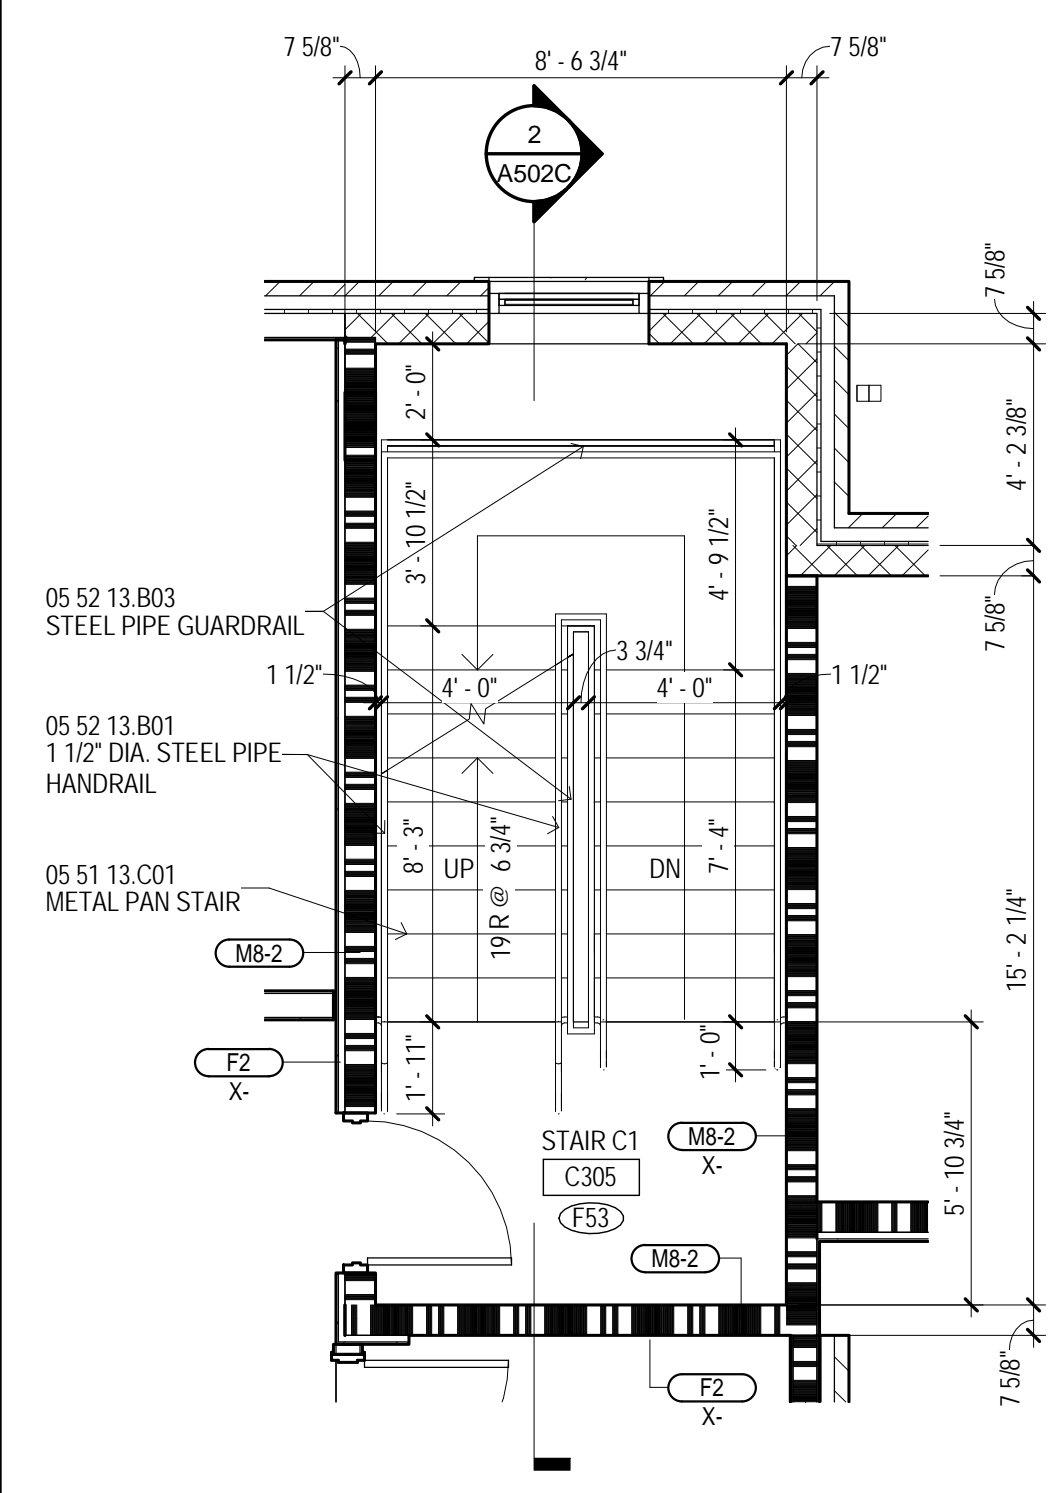 7 5/8"
8' - 6 3/4"
7 5/8"
2
A502C
7 5/8"
2' - 0"
4' - 2 3/8"
3' - 10 1/2"
4' - 9 1/2"
05 52 13.B03
STEEL PIPE GUARDRAIL
7 5/8"
1 1/2"
4' - 0"
3 3/4"
4' - 0"
1 1/2"
05 52 13.B01
1 1/2" DIA. STEEL PIPE
HANDRAIL
8' - 3"
UP
19 R @ 6 3/4"
DN
7' - 4"
05 51 13.C01
METAL PAN STAIR
M8-2
15' - 2 1/4"
F2
X-
1' - 11"
1' - 0"
STAIR C1
C305
F53
M8-2
X-
5' - 10 3/4"
M8-2
F2
X-
7 5/8"